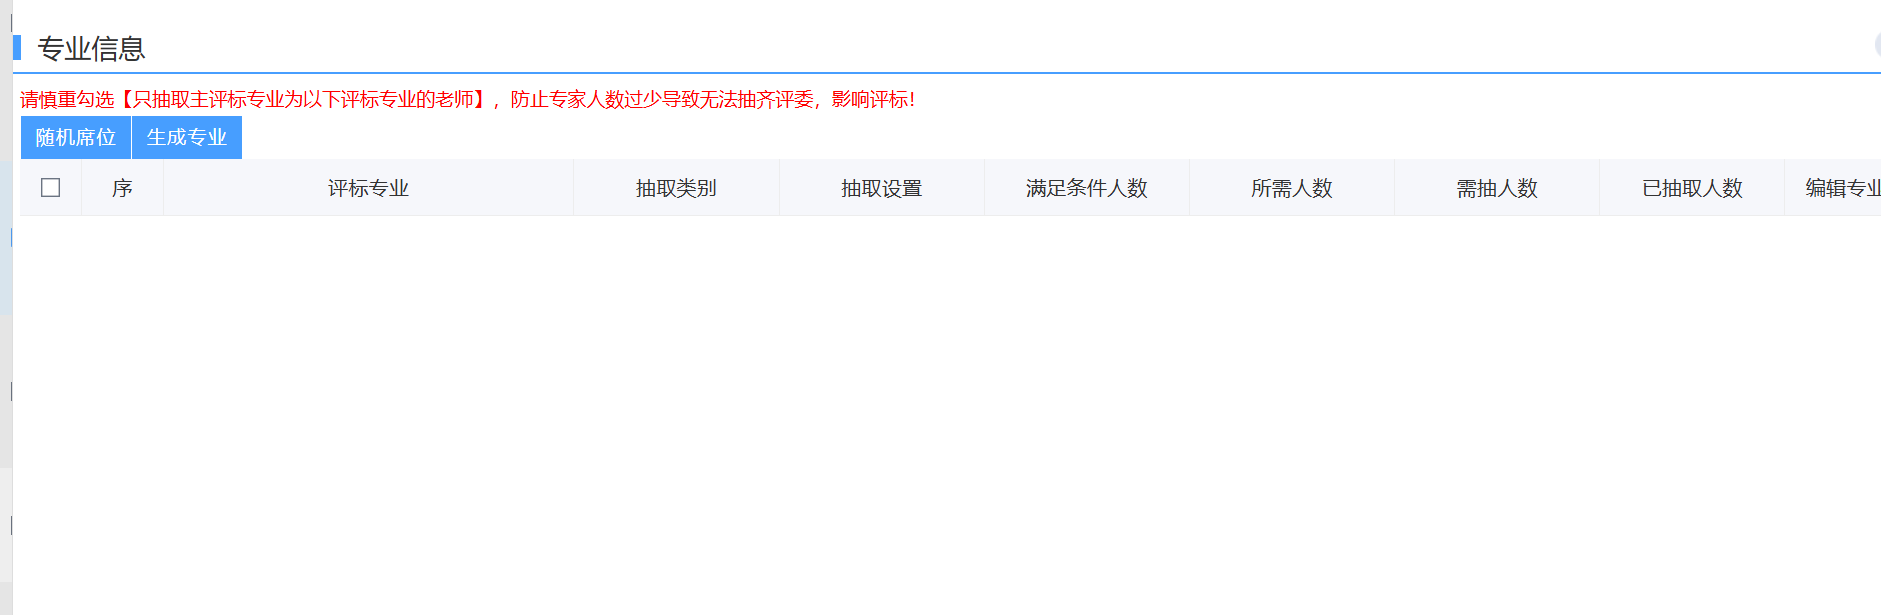 专业信息
请慎重勾选【只抽取主评标专业为以下评标专业的老师】，防止专家人数过少导致无法抽齐评委，影响评标！
随机席位 生成专业
序 评标专业 抽取类别 抽取设置 满足条件人数 所需人数 需抽人数 已抽取人数 编辑专业